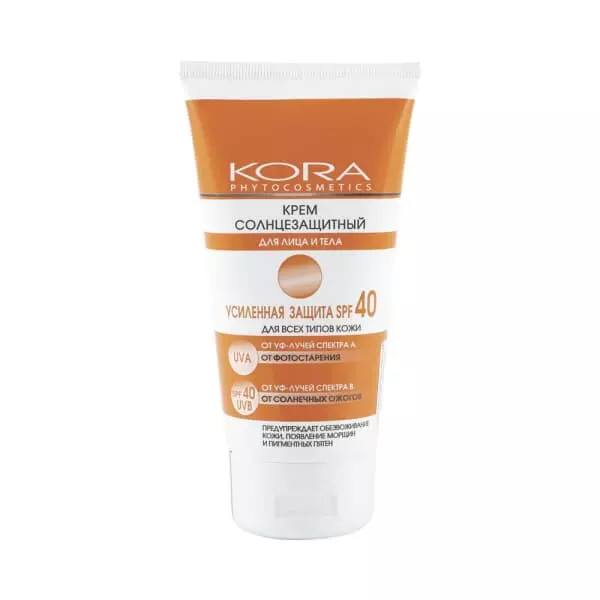 KORA
PHYTOCOSMETICS
КРЕМ
СОЛНЦЕЗАЩИТНЫЙ
ДЛЯ ЛИЦА И ТЕЛА
УСИЛЕННАЯ ЗАЩИТА SPF 40
ДЛЯ ВСЕХ ТИПОВ КОЖИ
UVA
ОТ УФ-ЛУЧЕЙ СПЕКТРА А,
ОТ ФОТОСТАРЕНИЯ
SPF 40
UVB
ОТ УФ-ЛУЧЕЙ СПЕКТРА В,
ОТ СОЛНЕЧНЫХ ОЖОГОВ
ПРЕДУПРЕЖДАЕТ ОБЕЗВОЖИВАНИЕ
КОЖИ, ПОЯВЛЕНИЕ МОРЩИН
И ПИГМЕНТНЫХ ПЯТЕН